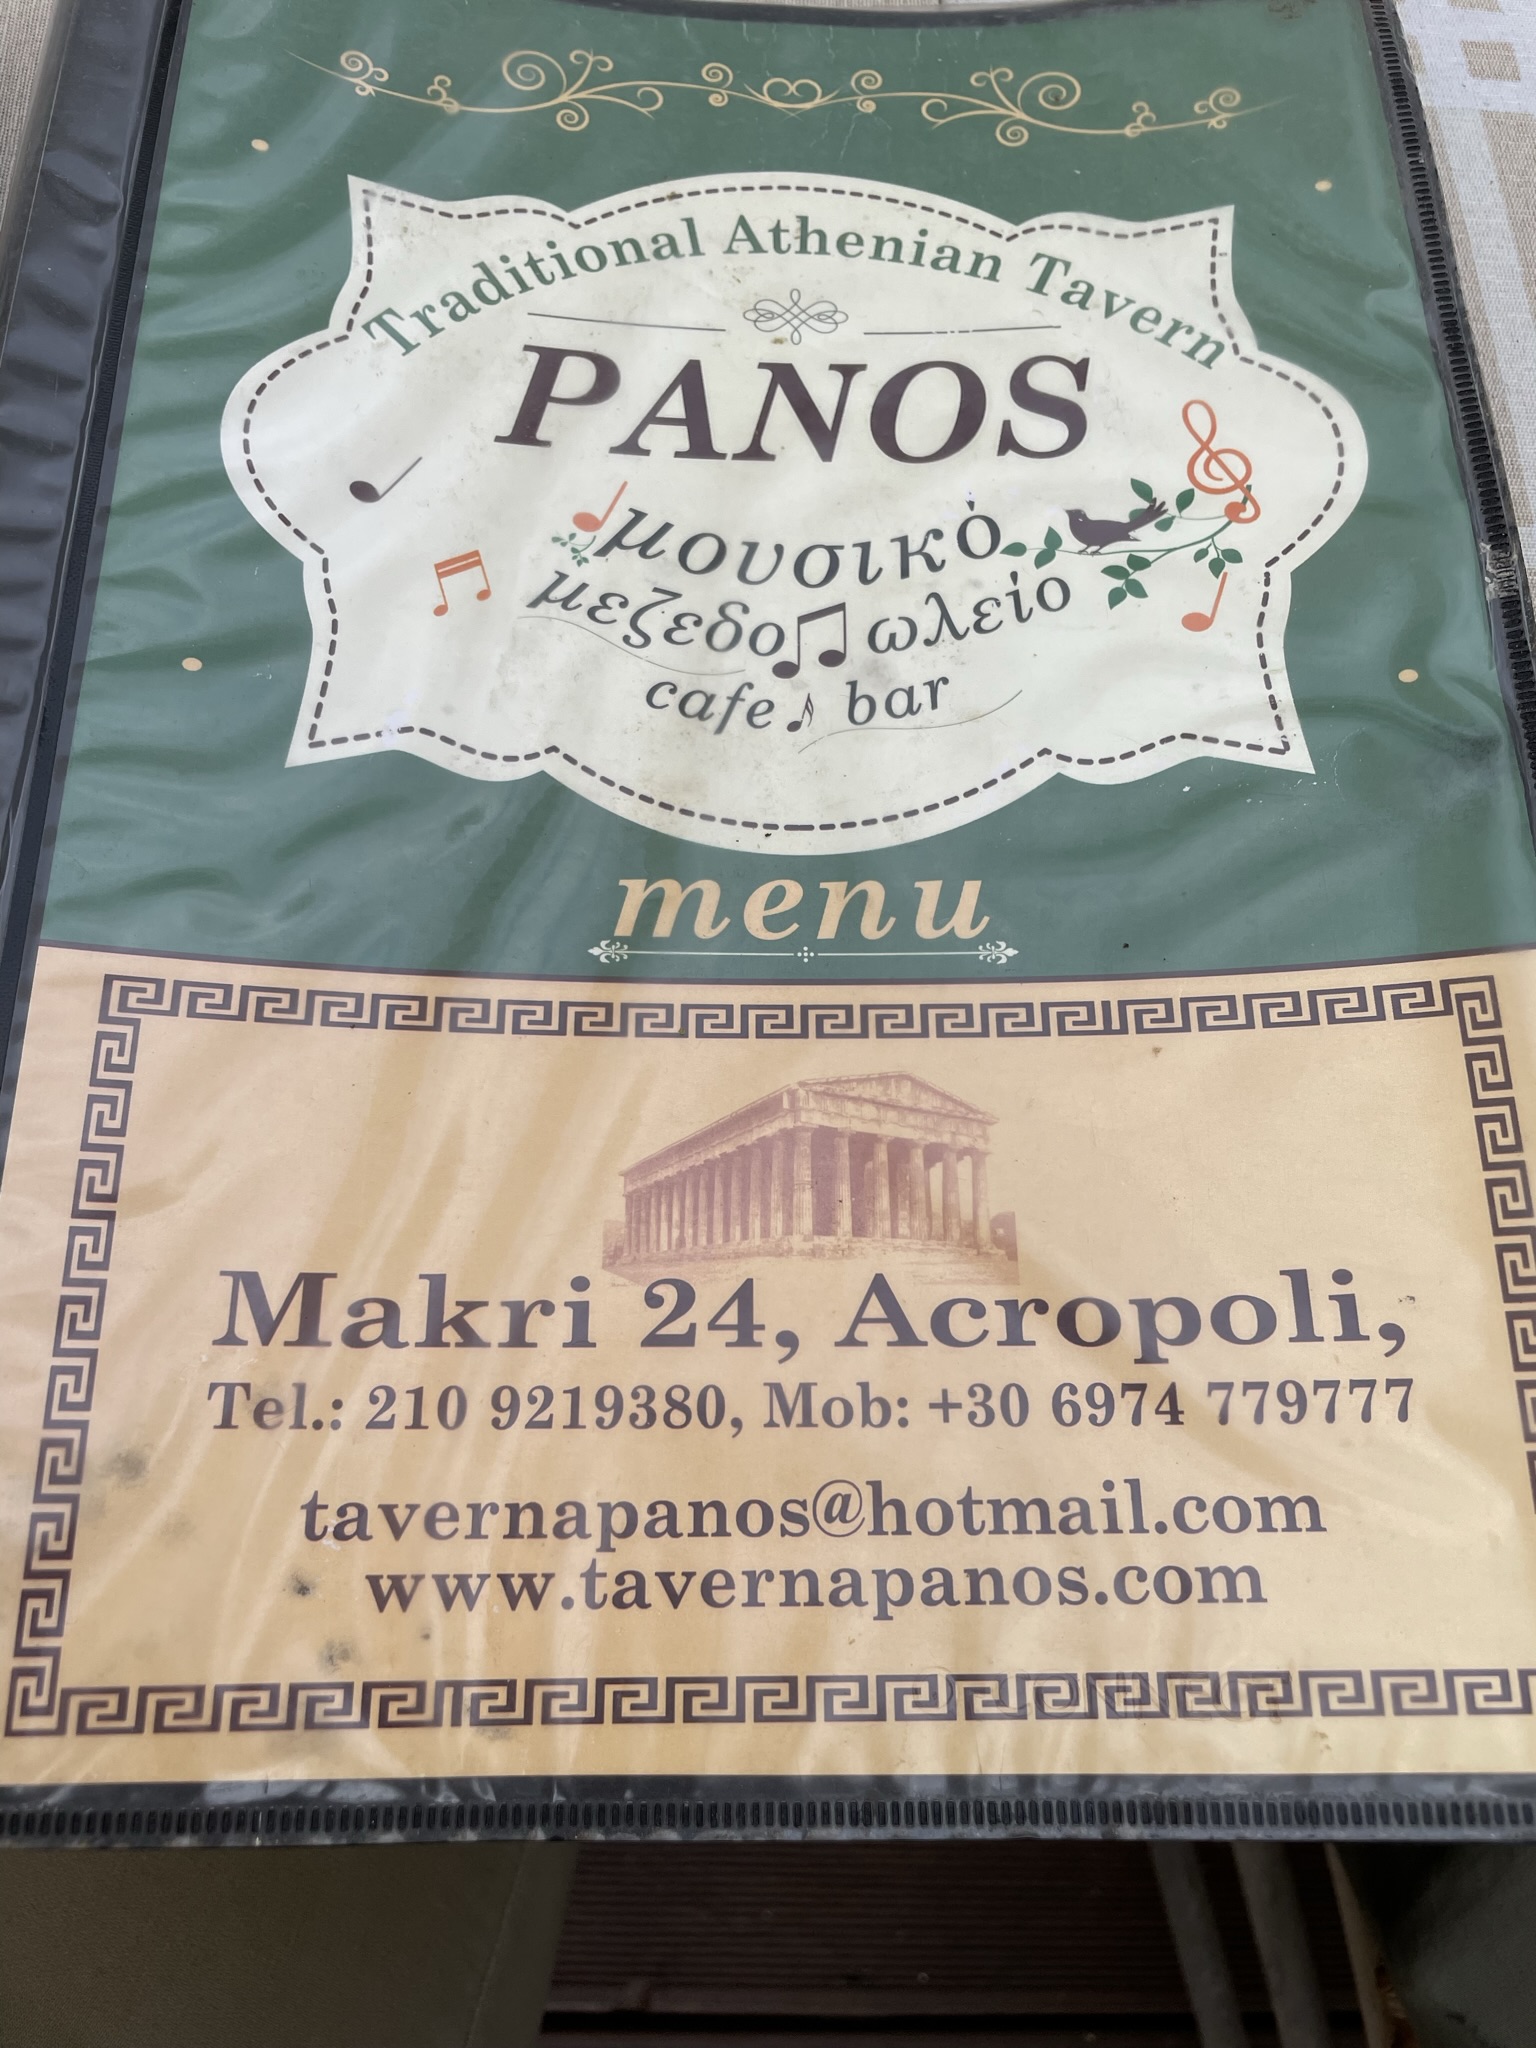 Traditional Athenian Tavern
PANOS
μουσικό
μεζεδοπωλείο
cafe bar
menu
Makri 24, Acropoli,
Tel.: 210 9219380, Mob: +30 6974 779777
tavernapanos@hotmail.com
www.tavernapanos.com